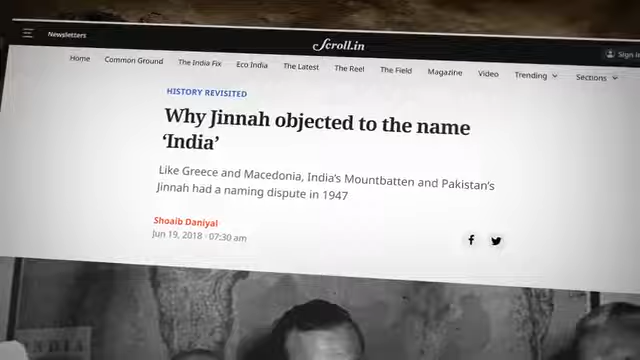 Newsletters
Scroll.in
Sign in
Home Common Ground The India Fix Eco India The Latest The Reel The Field Magazine Video Trending Sections
HISTORY REVISITED
Why Jinnah objected to the name
‘India’
Like Greece and Macedonia, India's Mountbatten and Pakistan's
Jinnah had a naming dispute in 1947
Shoaib Daniyal
Jun 19, 2018 · 07:30 am
INDIA